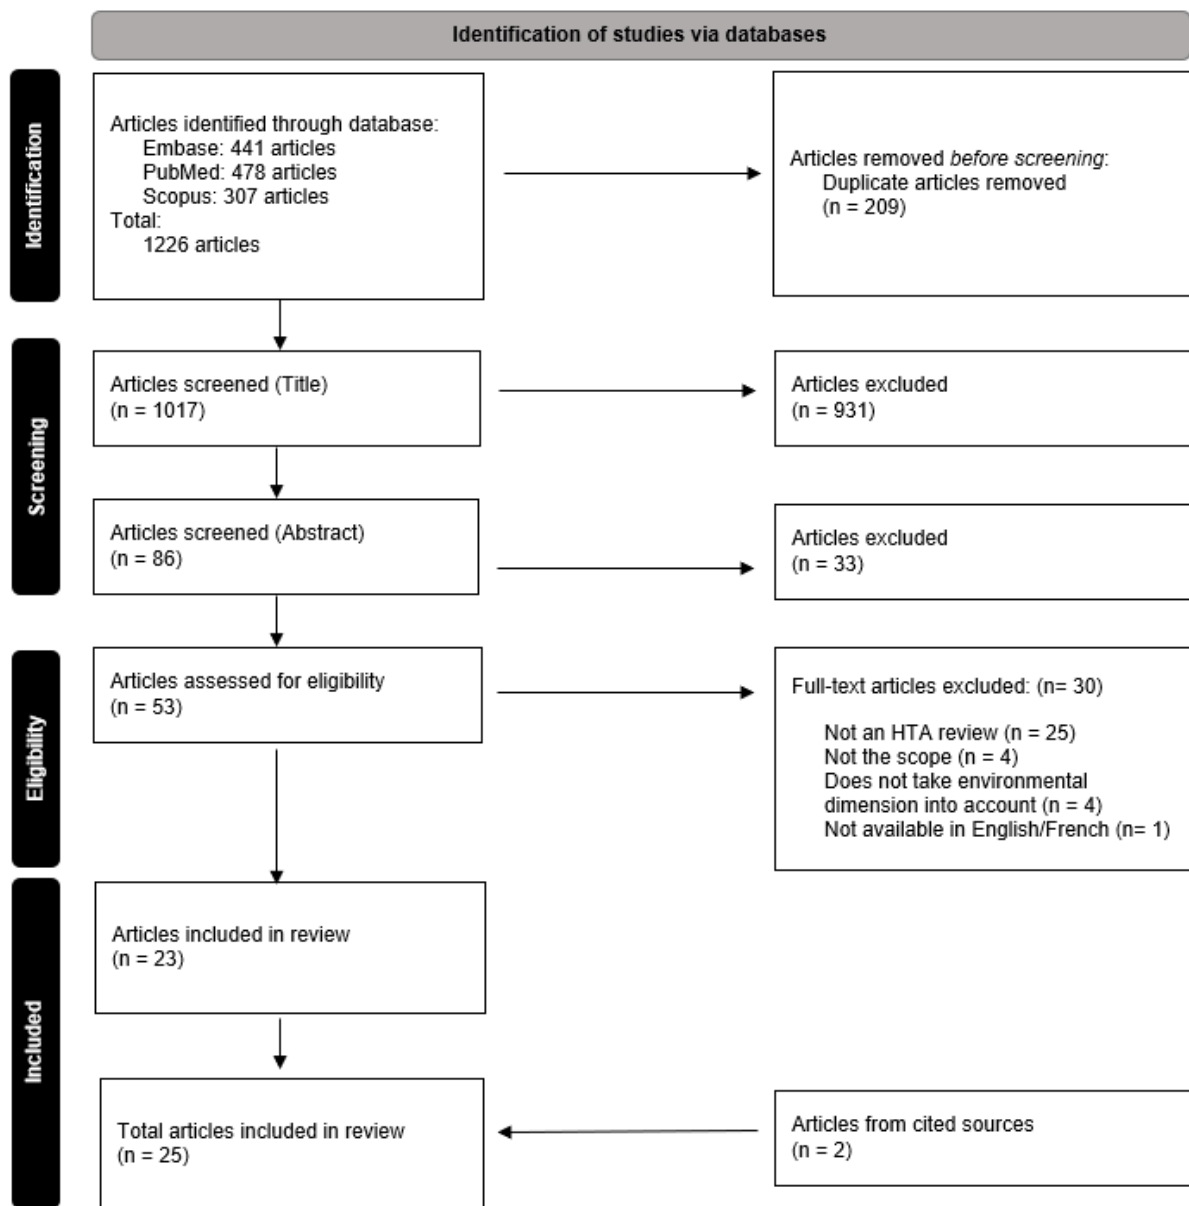 Identification of studies via databases
Identification
Articles identified through database:
Embase: 441 articles
PubMed: 478 articles
Scopus: 307 articles
Total:
1226 articles
Articles removed before screening:
Duplicate articles removed
(n = 209)
Screening
Articles screened (Title)
(n = 1017)
Articles excluded
(n = 931)
Articles screened (Abstract)
(n = 86)
Articles excluded
(n = 33)
Eligibility
Articles assessed for eligibility
(n = 53)
Full-text articles excluded: (n= 30)
Not an HTA review (n = 25)
Not the scope (n = 4)
Does not take environmental
dimension into account (n = 4)
Not available in English/French (n= 1)
Included
Articles included in review
(n = 23)
Total articles included in review
(n = 25)
Articles from cited sources
(n = 2)